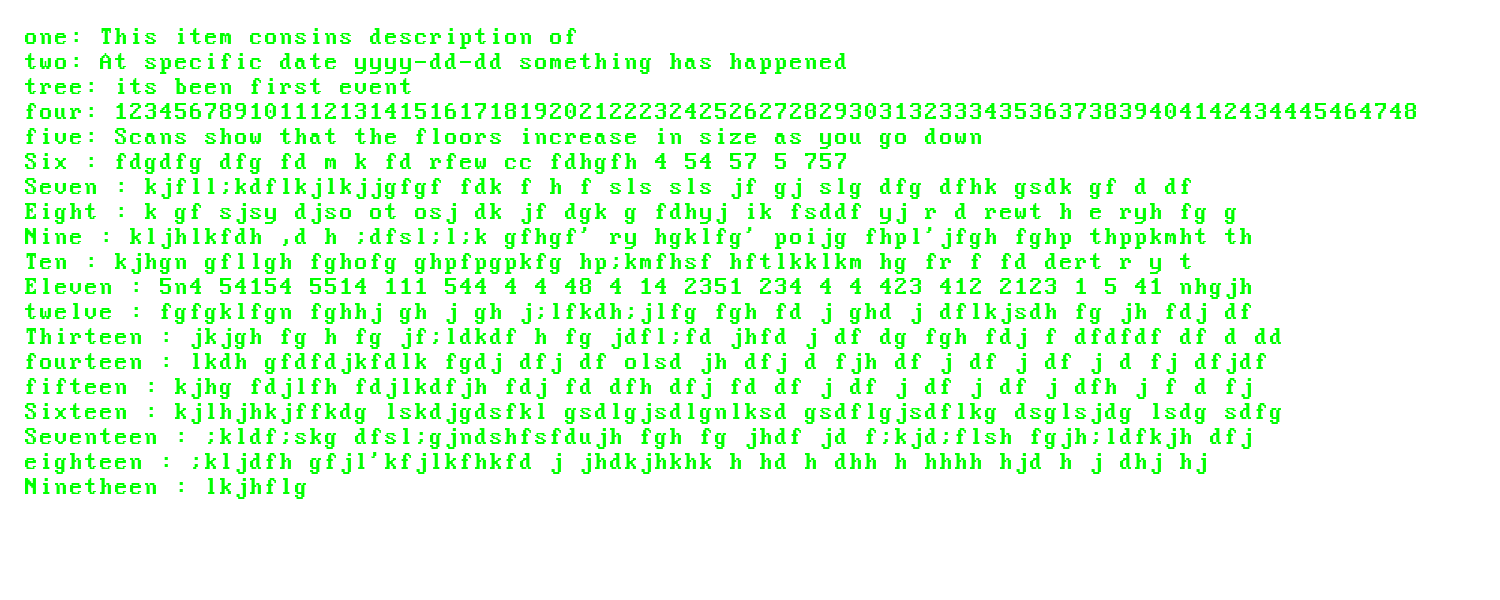 one: This item consins description of
two: At specific date yyyy-dd-dd something has happened
tree: its been first event
four: 123456789101112131415161718192021222324252627282930313233343536373839404142434445464748
five: Scans show that the floors increase in size as you go down
Six : fdgdfg dfg fd m k fd rfew cc fdhgfh 4 54 57 5 757
Seven : kjfll;kdflkjlkjjgfgf fdk f h f sls sls jf gj slg dfg dfhk gsdk gf d df
Eight : k gf sjsy djso ot osj dk jf dgk g fdhyj ik fsddf yj r d rewt h e ryh fg g
Nine : kljhlkfdh ,d h ;dfsl;l;k gfhgf' ry hgklfg' poijg fhpl'jfgh fghp thppkmht th
Ten : kjhgn gfllgh fghofg ghpfpgpkfg hp;kmfhsf hftlkklkm hg fr f fd dert r y t
Eleven : 5n4 54154 5514 111 544 4 4 48 4 14 2351 234 4 4 423 412 2123 1 5 41 nhgjh
twelve : fgfgklfgn fghhj gh j gh j;lfkdh;jlfg fgh fd j ghd j dflkjsdh fg jh fdj df
Thirteen : jkjgh fg h fg jf;ldkdf h fg jdfl;fd jhfd j df dg fgh fdj f dfdfdf df d dd
fourteen : lkdh gfdfdjkfdlk fgdj dfj df olsd jh dfj d fjh df j df j df j d fj dfjdf
fifteen : kjhg fdjlfh fdjlkdfjh fdj fd dfh dfj fd df j df j df j df j dfh j f d fj
Sixteen : kjlhjhkjffkdg lskdjgdsfkl gsdlgjsdlgnlksd gsdflgjsdflkg dsglsjdg lsdg sdfg
Seventeen : ;kldf;skg dfsl;gjndshfsfdujh fgh fg jhdf jd f;kjd;flsh fgjh;ldfkjh dfj
eighteen : ;kljdfh gfjl'kfjlkfhkfd j jhdkjhkhk h hd h dhh h hhhh hjd h j dhj hj
Ninetheen : lkjhflg